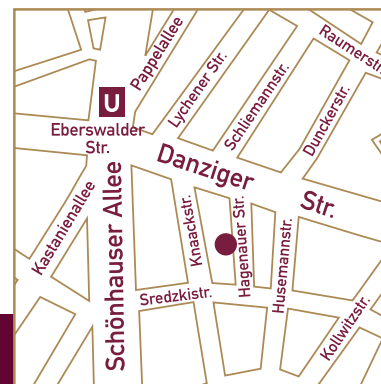 Pappelallee
Raumerstr.
Lychener Str.
Schliemannstr.
Dunckerstr.
U
Eberswalder
Str.
Danziger
Str.
Kastanienallee
Schönhauser Allee
Knaackstr.
Hagenauer Str.
Husemannstr.
Sredzkistr.
Kollwitzstr.